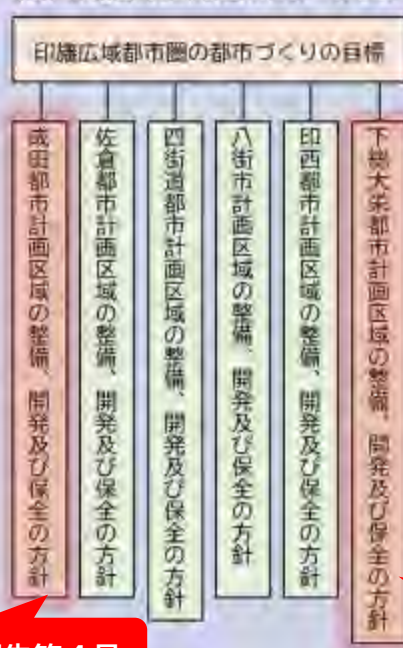 印旛広域都市圏の都市づくりの目標
成田都市計画区域の整備、開発及び保全の方針
佐倉都市計画区域の整備、開発及び保全の方針
四街道都市計画区域の整備、開発及び保全の方針
八街市計画区域の整備、開発及び保全の方針
印西都市計画区域の整備、開発及び保全の方針
下総大栄都市計画区域の整備、開発及び保全の方針